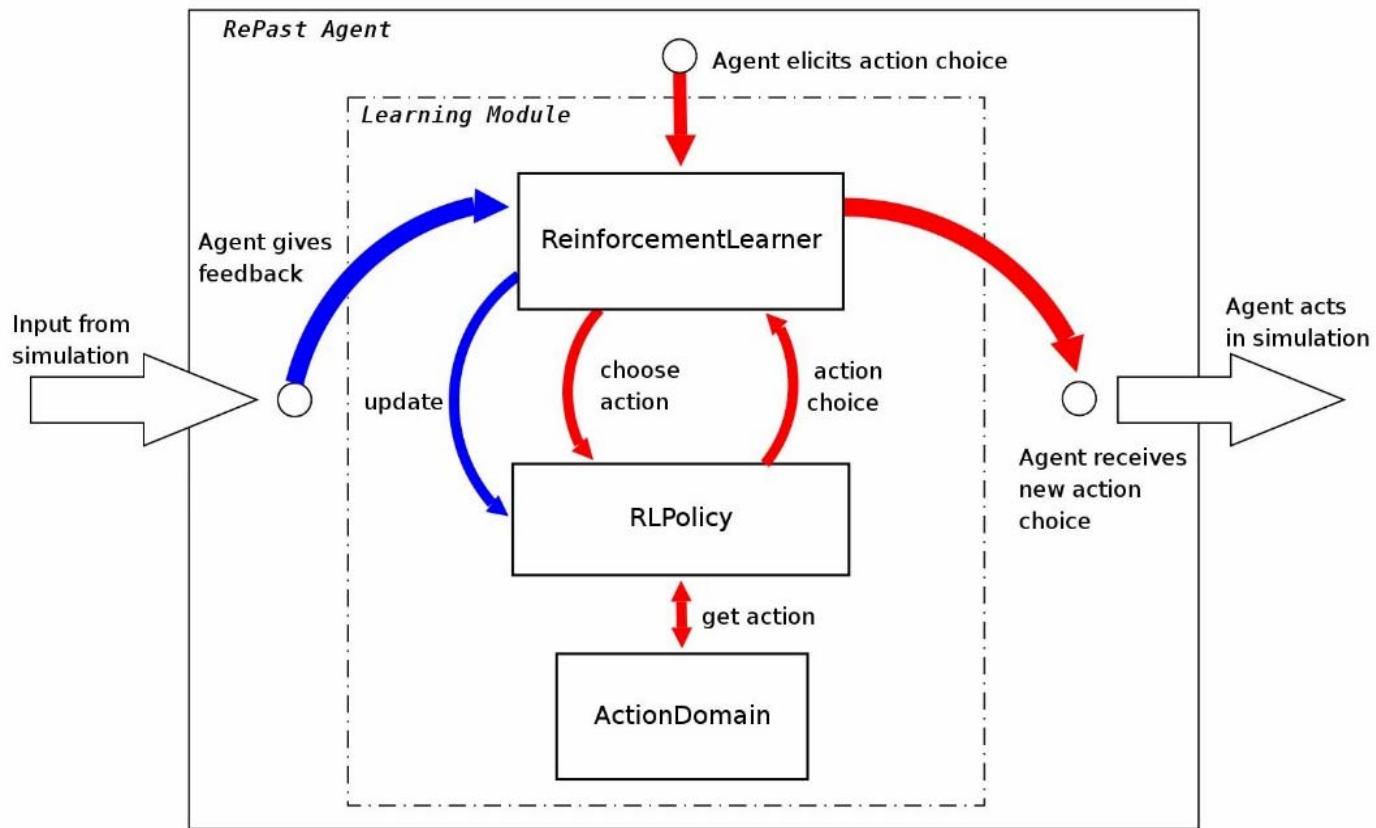 RePast Agent
Agent elicits action choice
Learning Module
ReinforcementLearner
Agent gives
feedback
Input from
simulation
update
choose
action
action
choice
Agent acts
in simulation
Agent receives
new action
choice
RLPolicy
get action
ActionDomain